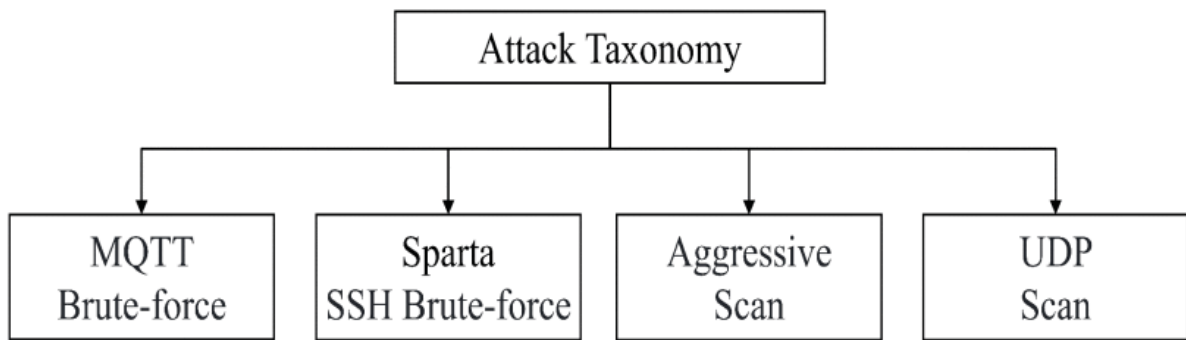 Attack Taxonomy
MQTT
Brute-force
Sparta
SSH Brute-force
Aggressive
Scan
UDP
Scan